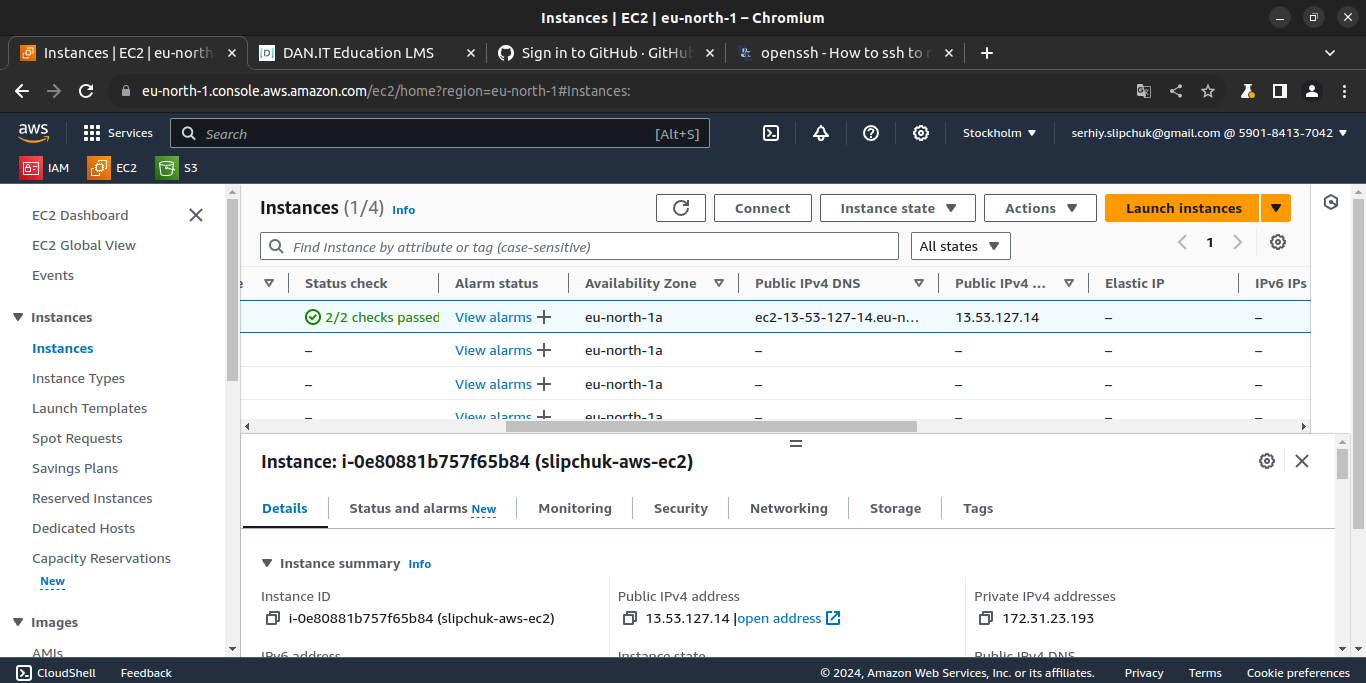 Instances | EC2 | eu-north-1 – Chromium
Instances | EC2 | eu-north
DAN.IT Education LMS
Sign in to GitHub · GitHub
openssh - How to ssh to
eu-north-1.console.aws.amazon.com/ec2/home?region=eu-north-1#Instances:
aws Services Search [Alt+S] Stockholm serhiy.slipchuk@gmail.com @ 5901-8413-7042
IAM EC2 S3
EC2 Dashboard
EC2 Global View
Events
Instances
Instances
Instance Types
Launch Templates
Spot Requests
Savings Plans
Reserved Instances
Dedicated Hosts
Capacity Reservations
New
Images
AMIs
Instances (1/4) Info
Connect Instance state Actions Launch instances
Find Instance by attribute or tag (case-sensitive) All states 1
e Status check Alarm status Availability Zone Public IPv4 DNS Public IPv4 ... Elastic IP IPv6 IPs
2/2 checks passed View alarms + eu-north-1a ec2-13-53-127-14.eu-n... 13.53.127.14 – –
– View alarms + eu-north-1a – – – –
– View alarms + eu-north-1a – – – –
– View alarms + eu-north-1a – – – –
Instance: i-0e80881b757f65b84 (slipchuk-aws-ec2)
Details Status and alarms New Monitoring Security Networking Storage Tags
Instance summary Info
Instance ID
i-0e80881b757f65b84 (slipchuk-aws-ec2)
IPv6 address
Public IPv4 address
13.53.127.14 |open address
Instance state
Private IPv4 addresses
172.31.23.193
Public IPv4 DNS
CloudShell Feedback © 2024, Amazon Web Services, Inc. or its affiliates. Privacy Terms Cookie preferences